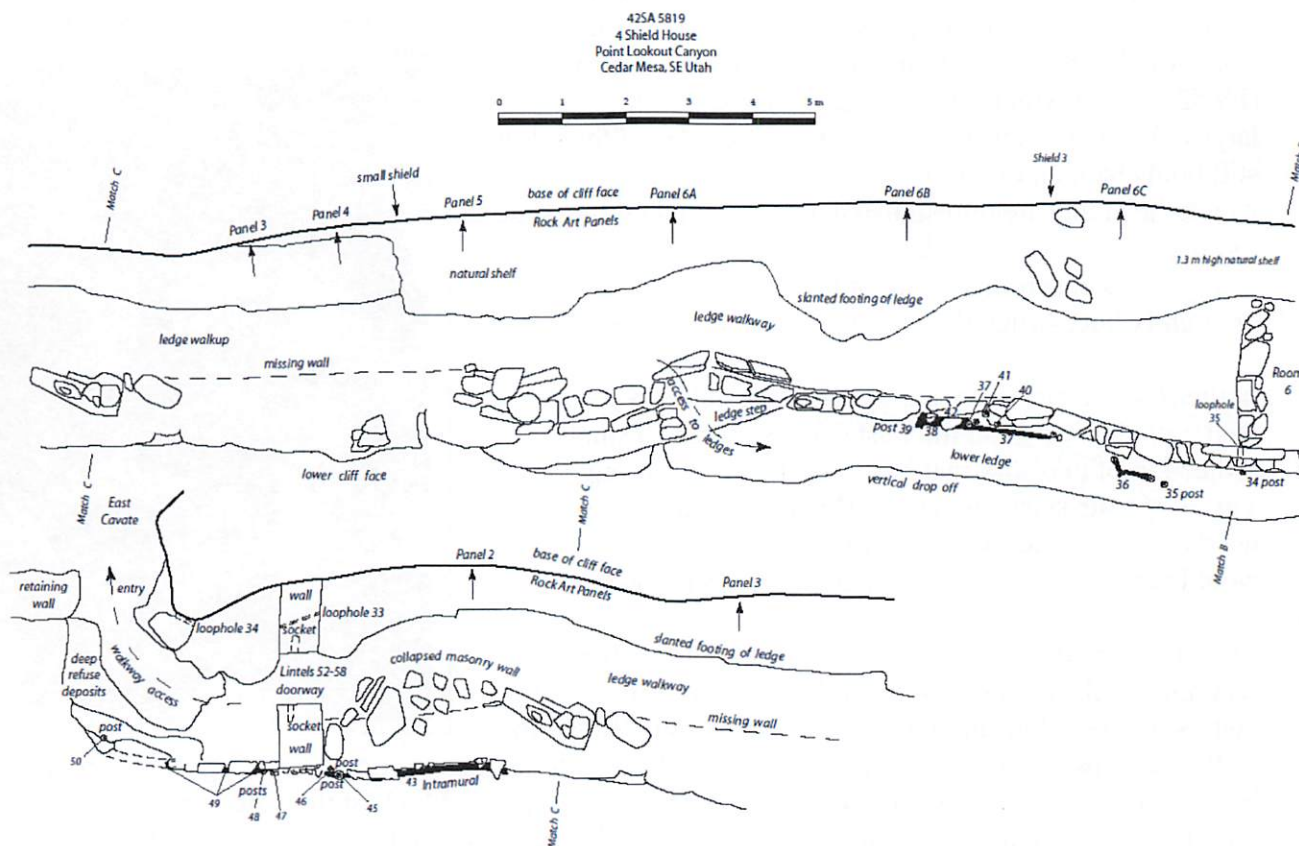 42SA 5819
4 Shield House
Point Lookout Canyon
Cedar Mesa, SE Utah
0 1 2 3 4 5 m
Match C
small shield
Panel 3
Panel 4
Panel 5
base of cliff face
Rock Art Panels
Panel 6A
Panel 6B
Shield 3
Panel 6C
natural shelf
1.3 m high natural shelf
slanted footing of ledge
ledge walkup
ledge walkway
missing wall
access to ledges
ledge step
post 39
38
42
37
41
40
37
lower ledge
loophole
35
Room
6
36
35 post
34 post
lower cliff face
vertical drop off
Match C
Match C
Match B
East
Cavate
Panel 2
base of cliff face
Rock Art Panels
Panel 3
retaining
wall
entry
wall
loophole 34
loophole 33
socket
slanted footing of ledge
deep
refuse
deposits
walkway access
Lintels 52-58
doorway
collapsed masonry wall
ledge walkway
missing wall
socket
wall
post
50
post
post
49
posts
48
47
46
45
43
Intramural
Match C